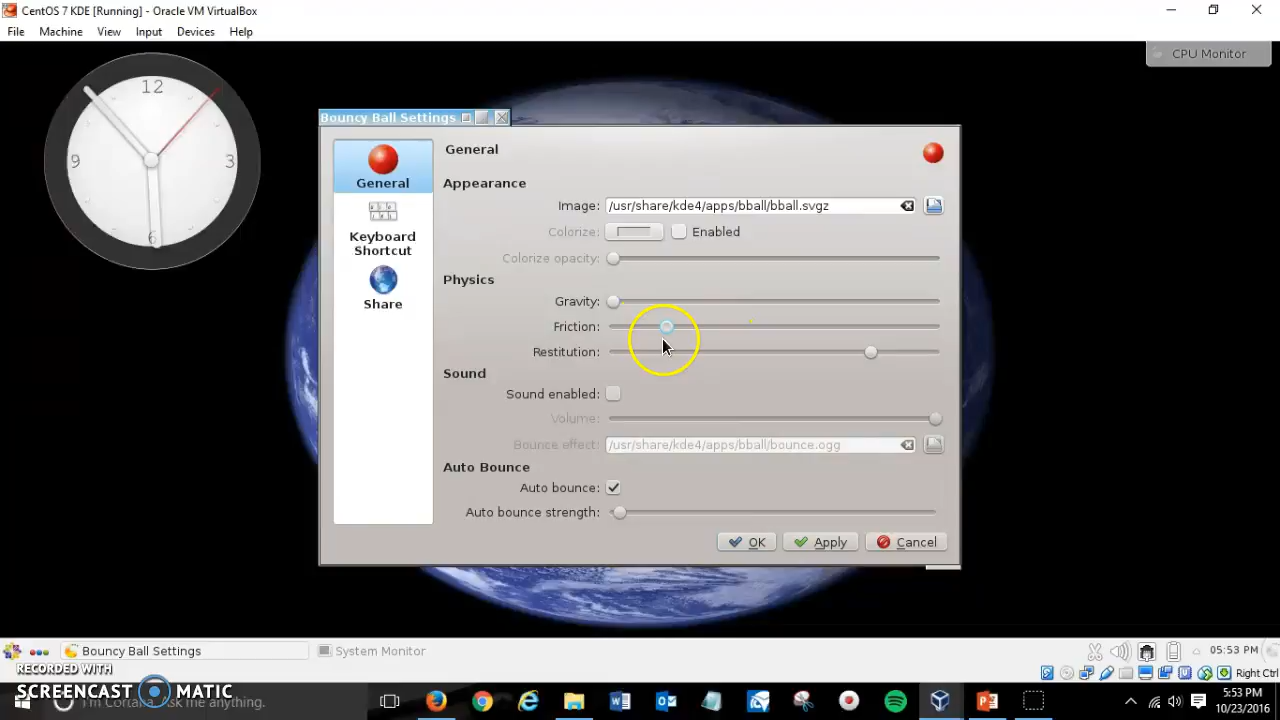 CentOS 7 KDE [Running] - Oracle VM VirtualBox
File Machine View Input Devices Help
CPU Monitor
12
3
6
9
Bouncy Ball Settings
General
Keyboard
Shortcut
Share
General
Appearance
Image: /usr/share/kde4/apps/bball/bball.svgz
Colorize: Enabled
Colorize opacity:
Physics
Gravity:
Friction:
Restitution:
Sound
Sound enabled:
Volume:
Bounce effect: /usr/share/kde4/apps/bball/bounce.ogg
Auto Bounce
Auto bounce:
Auto bounce strength:
OK Apply Cancel
Bouncy Ball Settings System Monitor 05:53 PM
Right Ctrl
RECORDED WITH
SCREENCAST MATIC
I'm Cortana. Ask me anything.
5:53 PM
10/23/2016